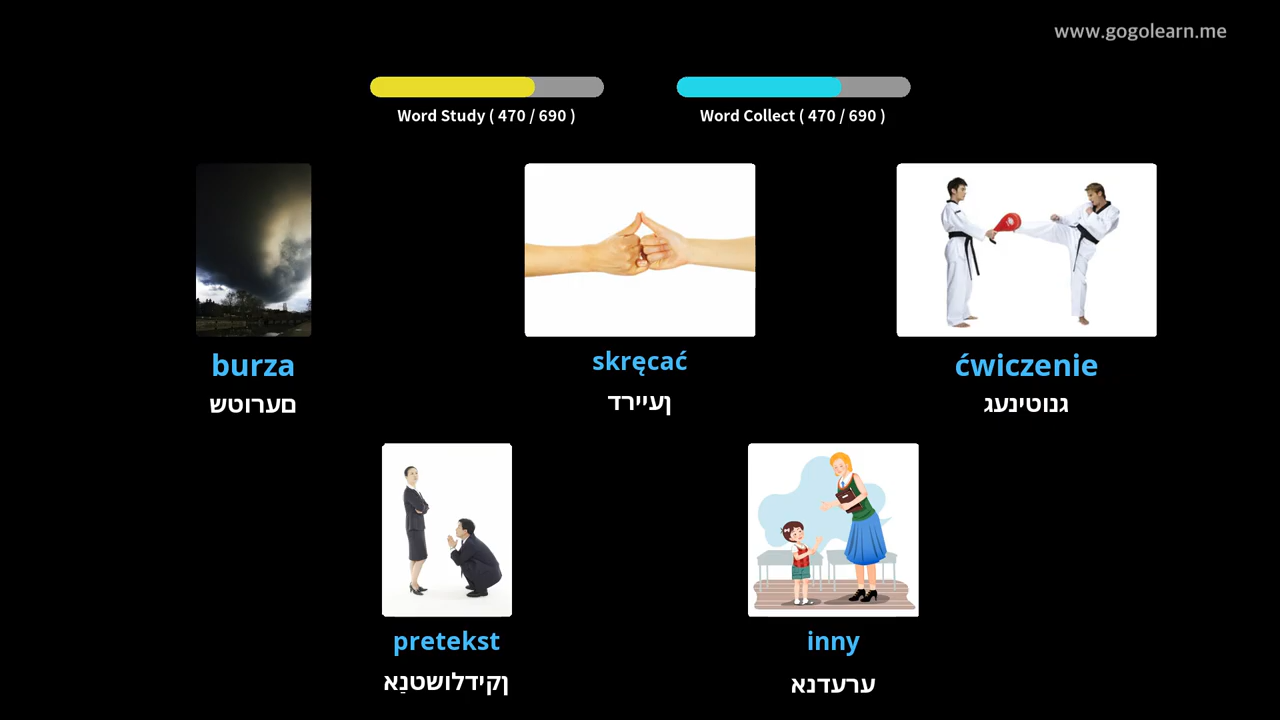 www.gogolearn.me
Word Study ( 470 / 690 )
Word Collect ( 470 / 690 )
burza
שטורעם
skręcać
דרייען
ćwiczenie
געניטונג
pretekst
אַנטשולדיקן
inny
אנדערע